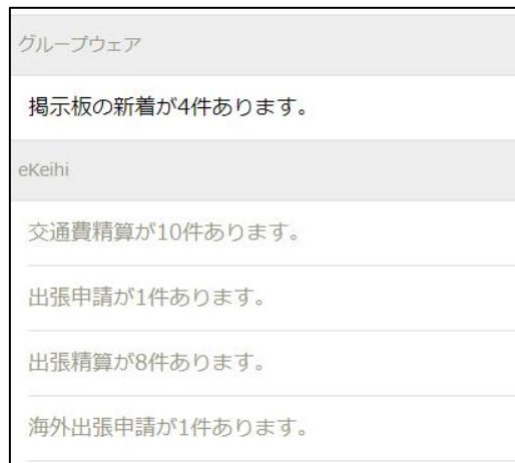 グループウェア
掲示板の新着が4件あります。
eKeihi
交通費精算が10件あります。
出張申請が1件あります。
出張精算が8件あります。
海外出張申請が1件あります。